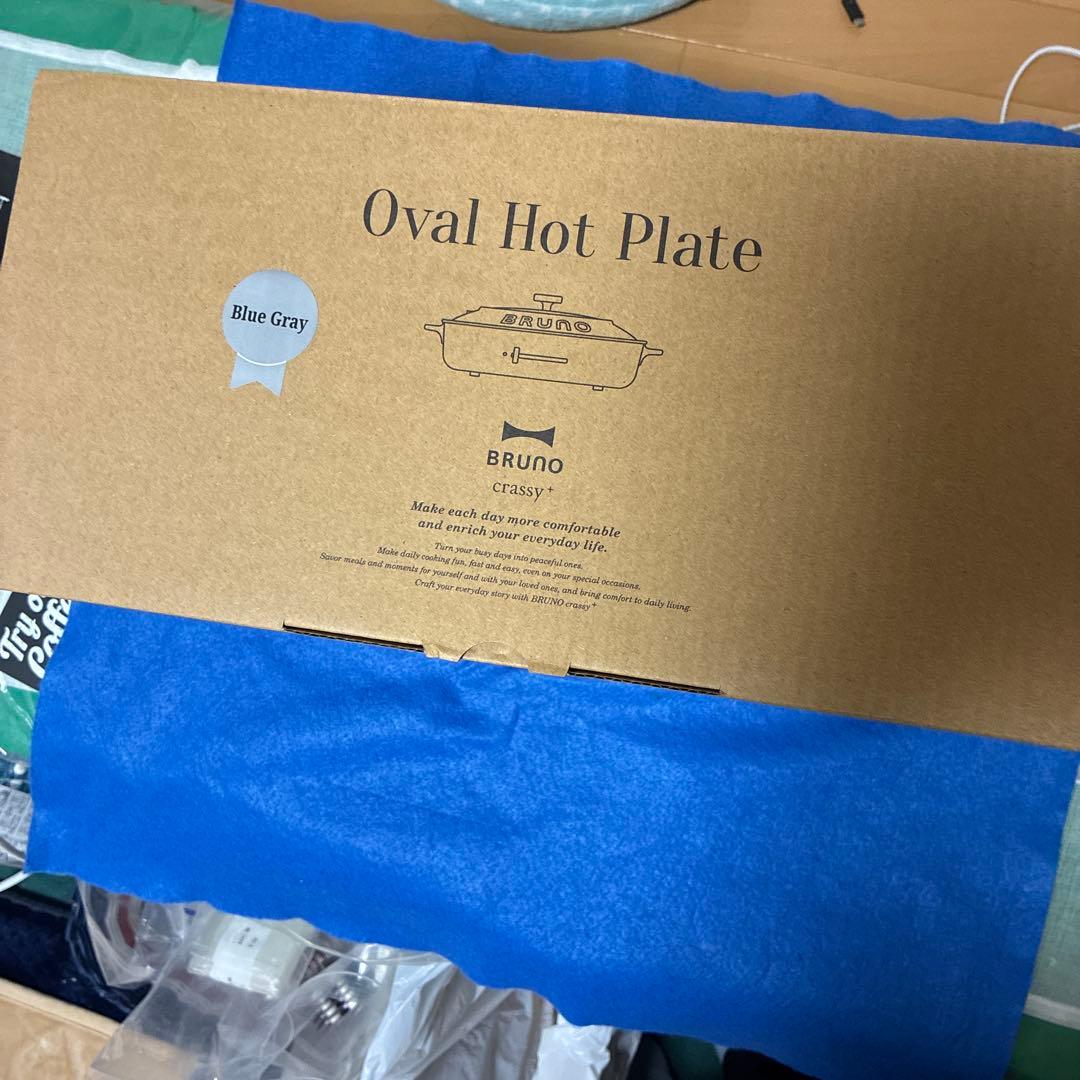 Oval Hot Plate
Blue Gray
BRUNO
BRUNO
crassy+
Make each day more comfortable
and enrich your everyday life.
Turn your busy days into peaceful ones.
Make daily cooking fun, fast and easy, even on your special occasions.
Savor meals and moments for yourself and with your loved ones, and bring comfort to daily living.
Craft your everyday story with BRUNO crassy+
Try o
Coff